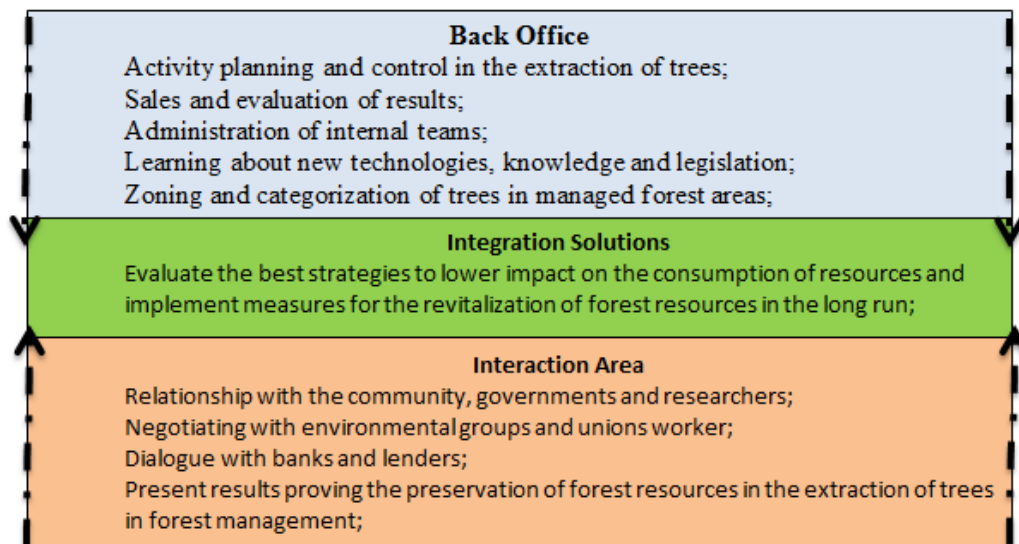 Back Office
Activity planning and control in the extraction of trees;
Sales and evaluation of results;
Administration of internal teams;
Learning about new technologies, knowledge and legislation;
Zoning and categorization of trees in managed forest areas;
Integration Solutions
Evaluate the best strategies to lower impact on the consumption of resources and
implement measures for the revitalization of forest resources in the long run;
Interaction Area
Relationship with the community, governments and researchers;
Negotiating with environmental groups and unions worker;
Dialogue with banks and lenders;
Present results proving the preservation of forest resources in the extraction of trees
in forest management;